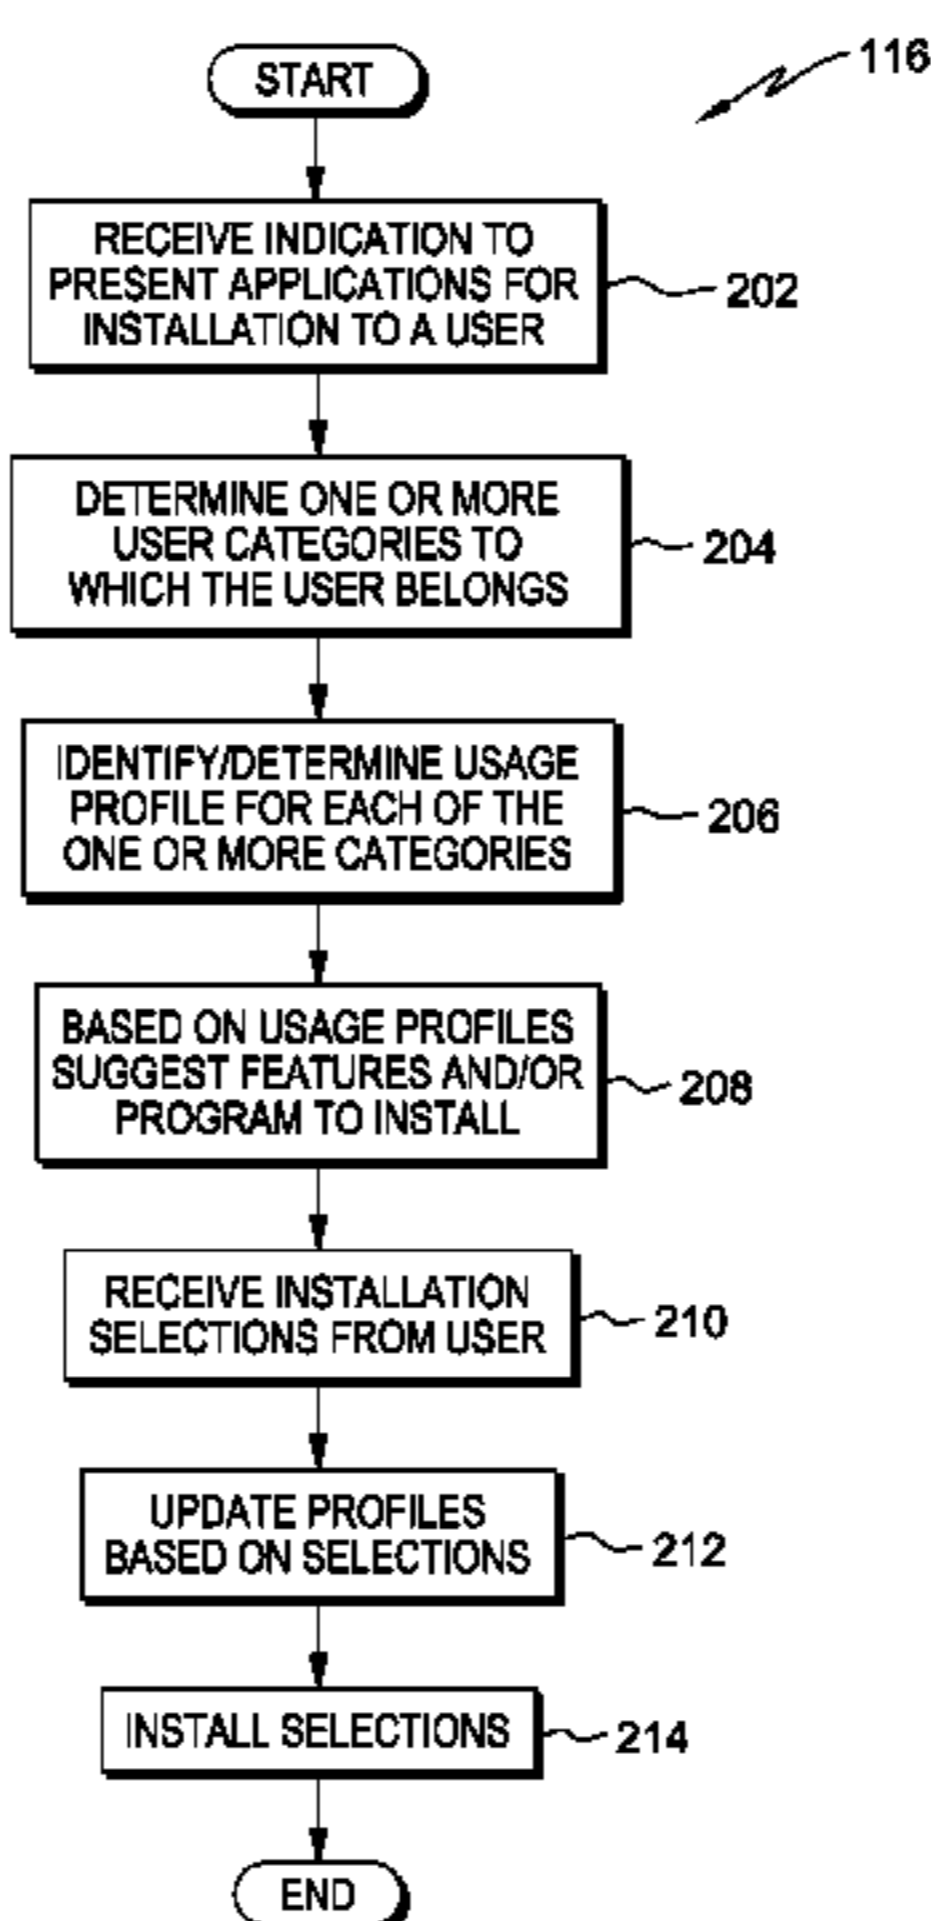 START
116
RECEIVE INDICATION TO
PRESENT APPLICATIONS FOR
INSTALLATION TO A USER
202
DETERMINE ONE OR MORE
USER CATEGORIES TO
WHICH THE USER BELONGS
204
IDENTIFY/DETERMINE USAGE
PROFILE FOR EACH OF THE
ONE OR MORE CATEGORIES
206
BASED ON USAGE PROFILES
SUGGEST FEATURES AND/OR
PROGRAM TO INSTALL
208
RECEIVE INSTALLATION
SELECTIONS FROM USER
210
UPDATE PROFILES
BASED ON SELECTIONS
212
INSTALL SELECTIONS
214
END